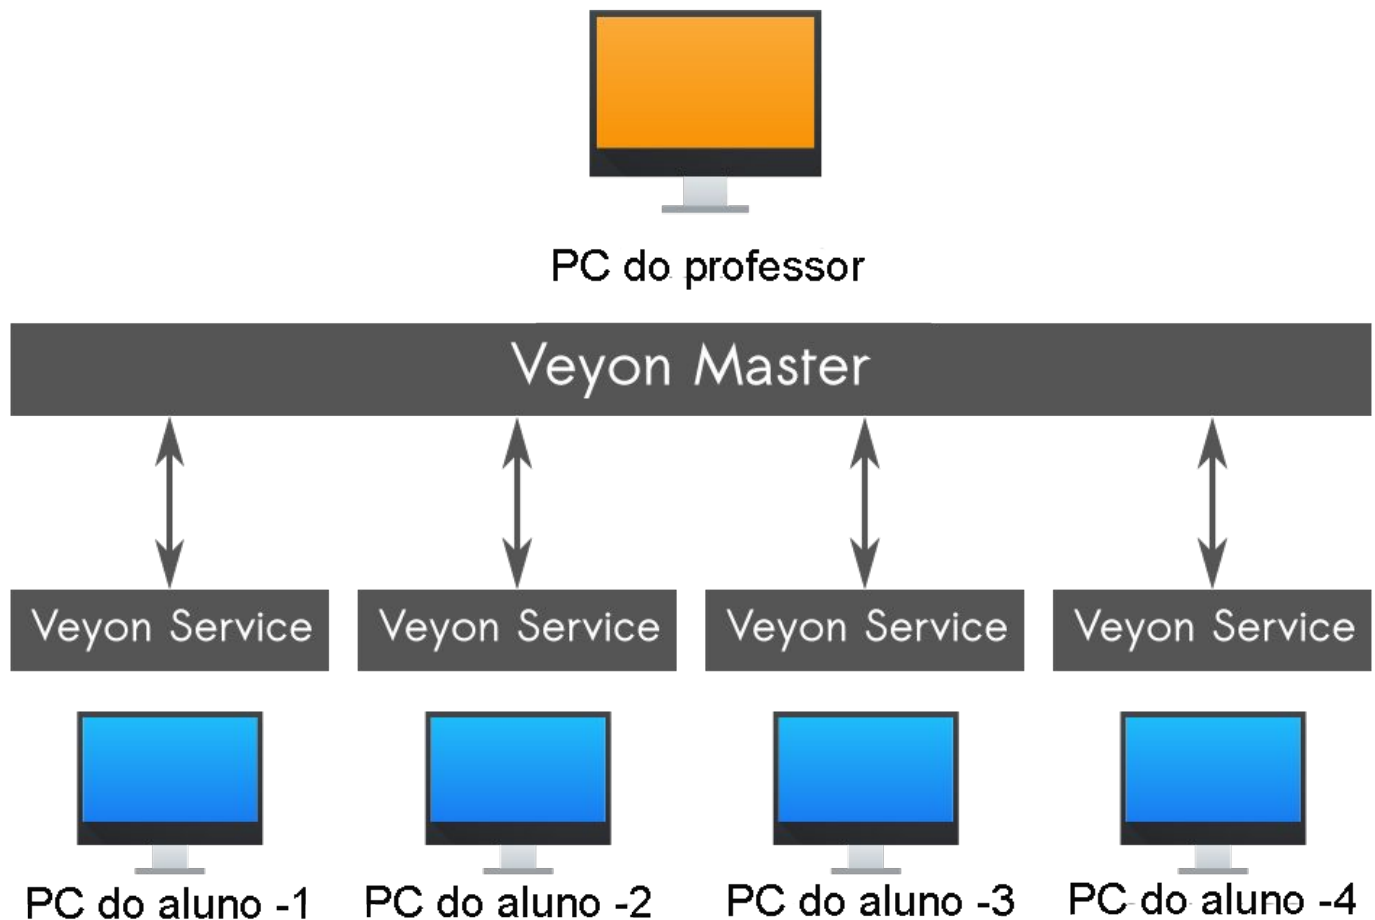 PC do professor
Veyon Master
Veyon Service
Veyon Service
Veyon Service
Veyon Service
PC do aluno -1
PC do aluno -2
PC do aluno -3
PC do aluno -4